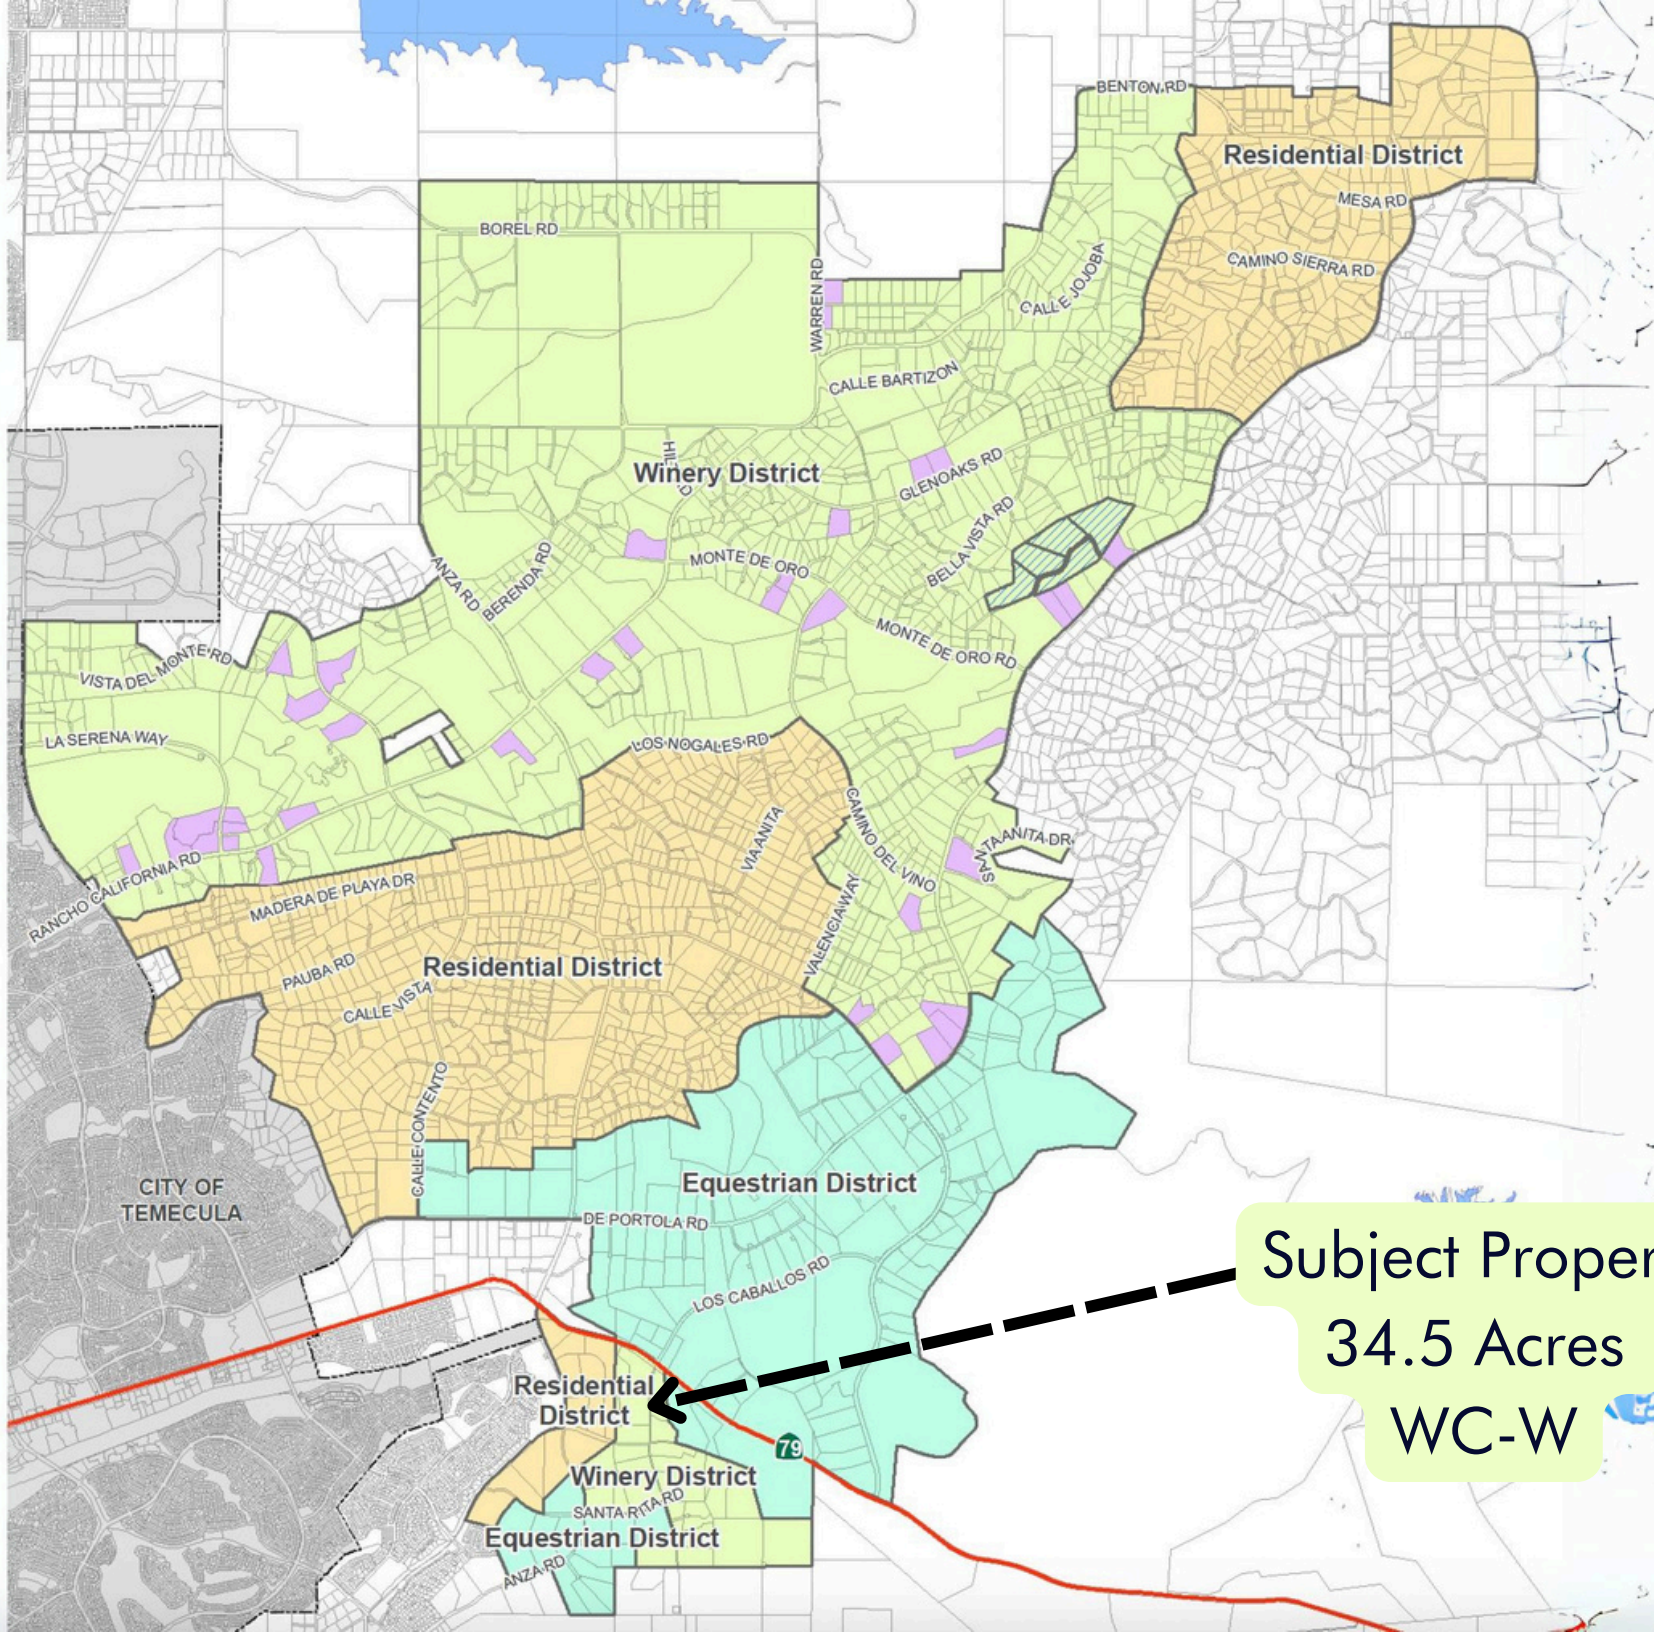 BENTON RD
Residential District
MESA RD
BOREL RD
CAMINO SIERRA RD
WARREN RD
CALLE JOJOBA
CALLE BARTIZON
Winery District
GLENOAKS RD
BELLA VISTA RD
MONTE DE ORO
ANZA RD
BERENDA RD
MONTE DE ORO RD
VISTA DEL MONTE RD
LA SERENA WAY
LOS NOGALES RD
CAMINO DEL VINO
VIA ANITA
SANTA ANITA DR
RANCHO CALIFORNIA RD
MADERA DE PLAYA DR
VALENCIA WAY
PAUBA RD
Residential District
CALLE VISTA
CALLE CONTENTO
CITY OF
TEMECULA
Equestrian District
DE PORTOLA RD
LOS CABALLOS RD
Subject Proper
34.5 Acres
WC-W
Residential
District
79
Winery District
SANTA RITA RD
Equestrian District
ANZA RD